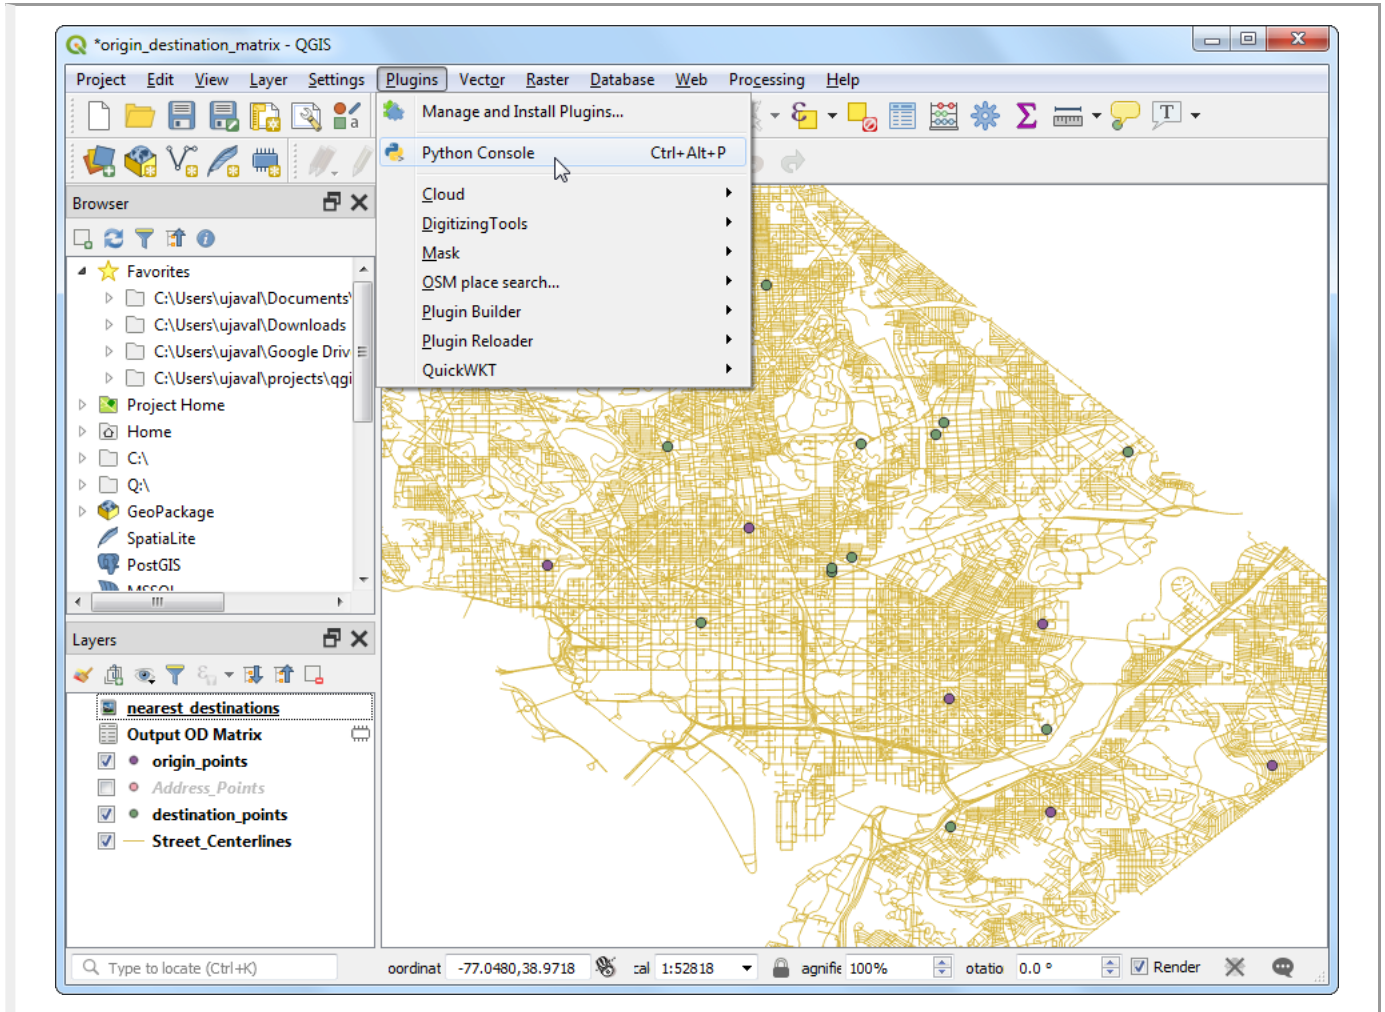 *origin_destination_matrix - QGIS
Project Edit View Layer Settings Plugins Vector Raster Database Web Processing Help
Manage and Install Plugins...
Python Console Ctrl+Alt+P
Cloud
DigitizingTools
Mask
OSM place search...
Plugin Builder
Plugin Reloader
QuickWKT
Browser
Favorites
C:\Users\ujaval\Documents\
C:\Users\ujaval\Downloads
C:\Users\ujaval\Google Driv
C:\Users\ujaval\projects\qgi
Project Home
Home
C:\
Q:\
GeoPackage
SpatiaLite
PostGIS
MSSQL
Layers
nearest_destinations
Output OD Matrix
origin_points
Address_Points
destination_points
Street_Centerlines
Type to locate (Ctrl+K) oordinat -77.0480,38.9718 :al 1:52818 agnifie 100% otatio 0.0 ° Render